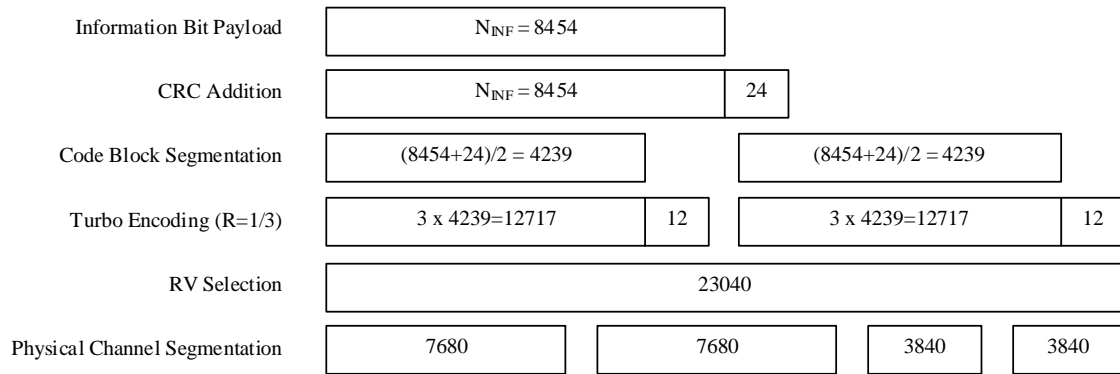 Information Bit Payload
N_INF = 8454
CRC Addition
N_INF = 8454 24
Code Block Segmentation
(8454+24)/2 = 4239 (8454+24)/2 = 4239
Turbo Encoding (R=1/3)
3 x 4239=12717 12 3 x 4239=12717 12
RV Selection
23040
Physical Channel Segmentation
7680 7680 3840 3840